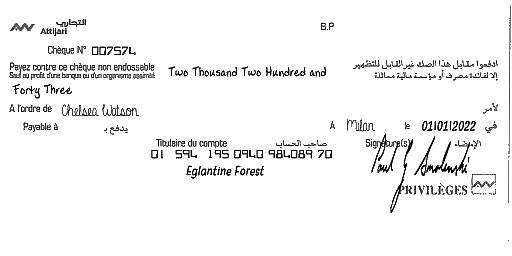 التجاري
Attijari
B.P
Chèque N° 007574
Payez contre ce chèque non endossable
Sauf au profit d'une banque ou d'un organisme assimilé
Two Thousand Two Hundred and
ادفعوا مقابل هذا الصك غير القابل للتظهير
إلا لفائدة مصرف أو مؤسسة مالية مماثلة
Forty Three
A l'ordre de Chelsea Watson
لأمر
Payable à
يدفع بـ
A Milan le 01/01/2022 في
Titulaire du compte صاحب الحساب
Signature(s) الإمضاء
01 594 195 0940 984089 70
Eglantine Forest
PRIVILÈGES